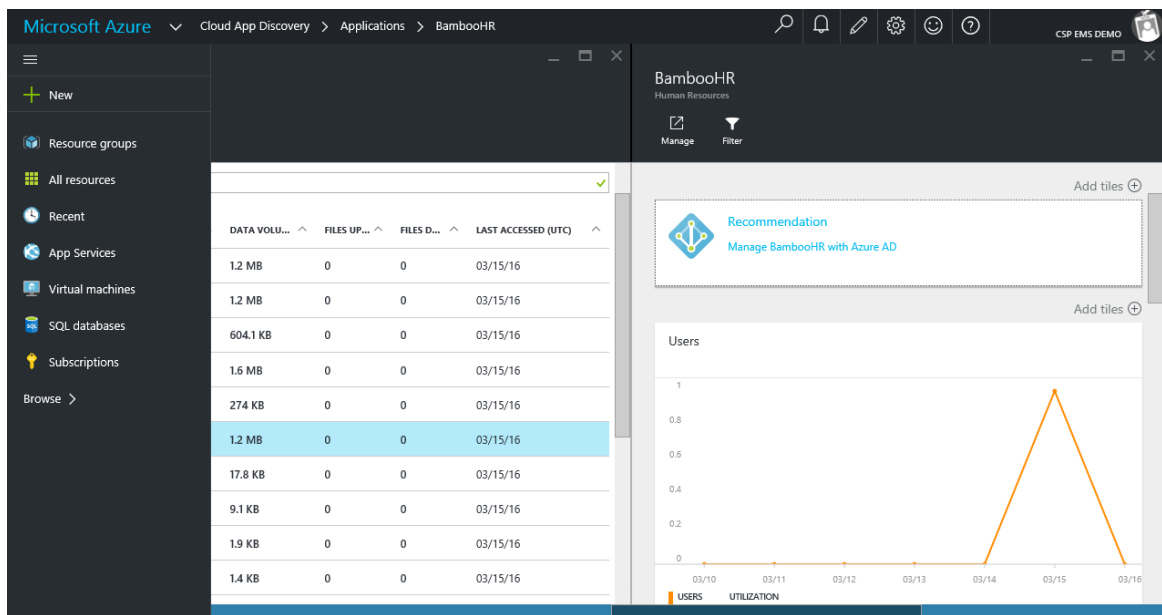 Microsoft Azure Cloud App Discovery > Applications > BambooHR
CSP EMS DEMO
New
Resource groups
All resources
Recent
App Services
Virtual machines
SQL databases
Subscriptions
Browse >
DATA VOLU... FILES UP... FILES D... LAST ACCESSED (UTC)
1.2 MB 0 0 03/15/16
1.2 MB 0 0 03/15/16
604.1 KB 0 0 03/15/16
1.6 MB 0 0 03/15/16
274 KB 0 0 03/15/16
1.2 MB 0 0 03/15/16
17.8 KB 0 0 03/15/16
9.1 KB 0 0 03/15/16
1.9 KB 0 0 03/15/16
1.4 KB 0 0 03/15/16
BambooHR
Human Resources
Manage Filter
Add tiles
Recommendation
Manage BambooHR with Azure AD
Add tiles
Users
1
0.8
0.6
0.4
0.2
0
03/10 03/11 03/12 03/13 03/14 03/15 03/16
USERS UTILIZATION